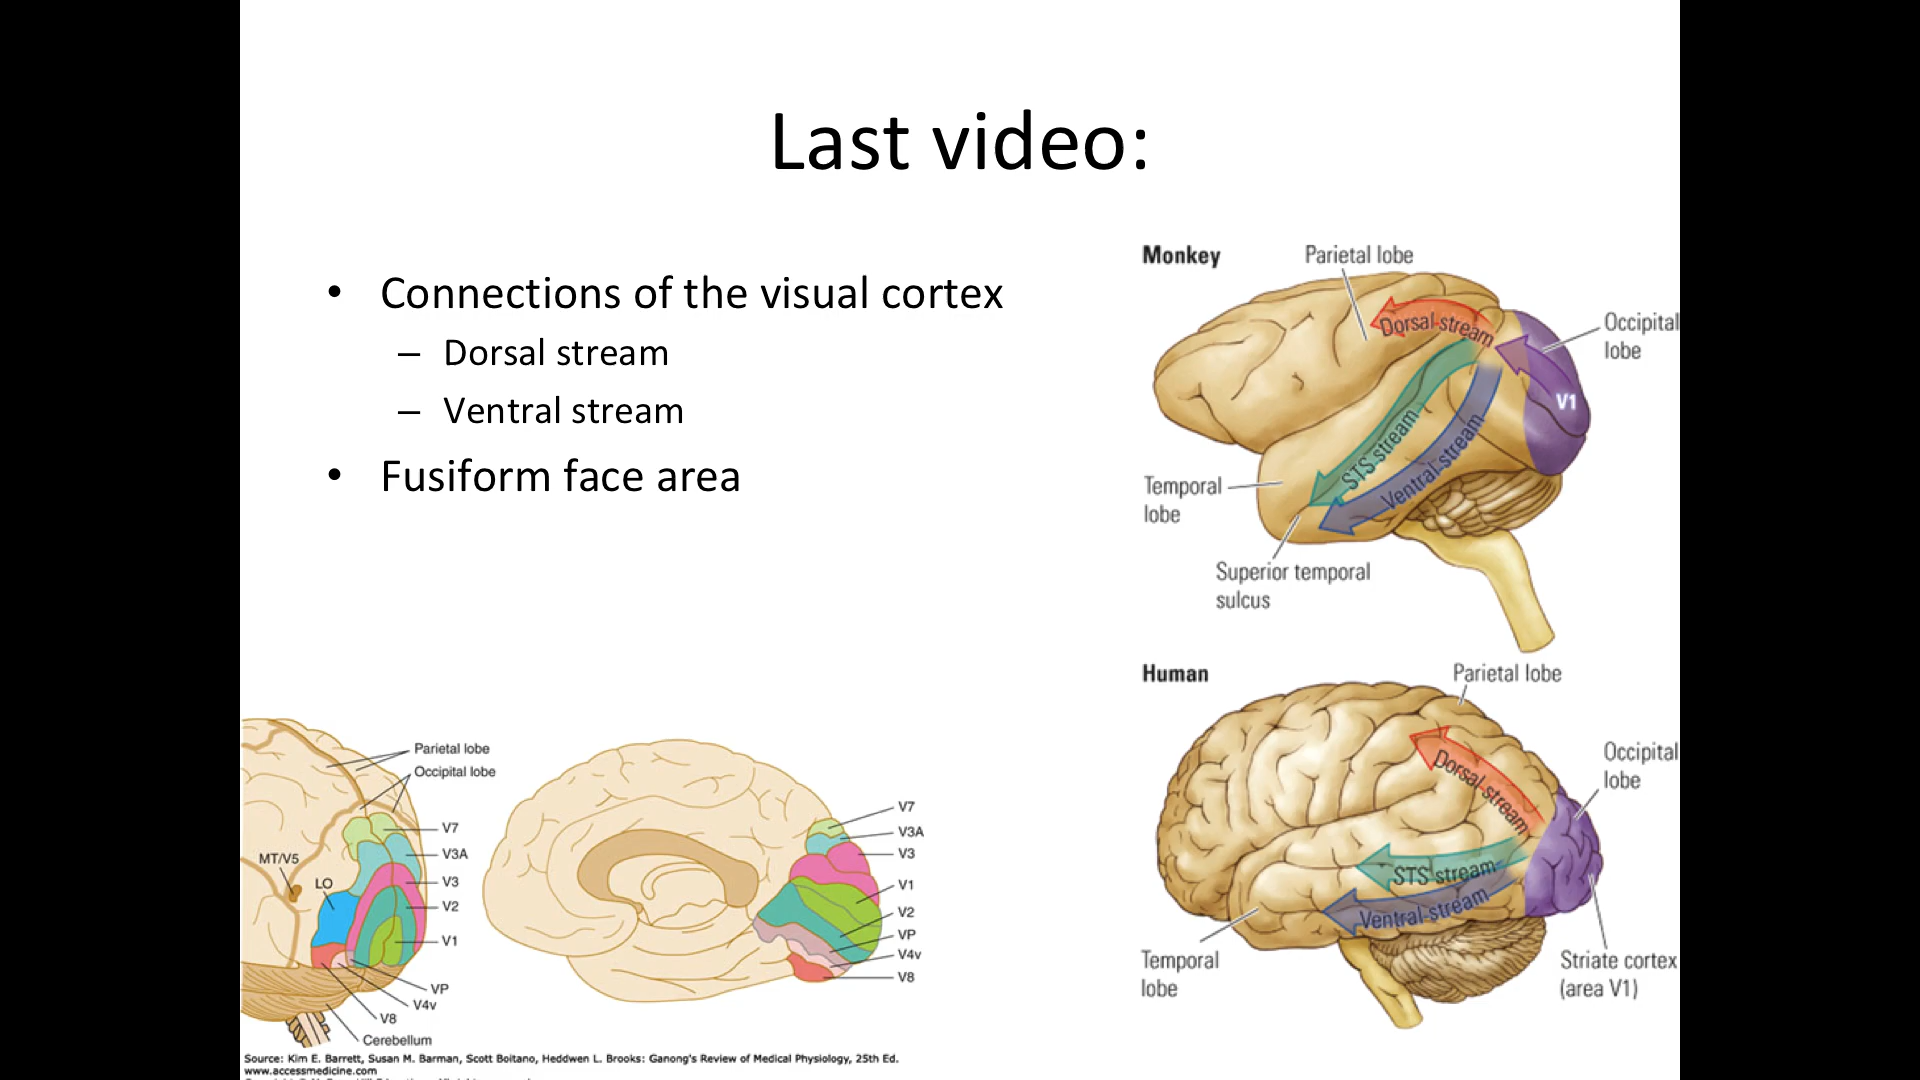 Last video:
• Connections of the visual cortex
– Dorsal stream
– Ventral stream
• Fusiform face area
Monkey
Parietal lobe
Dorsal stream
Occipital
lobe
V1
STS stream
Ventral stream
Temporal
lobe
Superior temporal
sulcus
Human
Parietal lobe
Occipital
lobe
Dorsal stream
STS stream
Ventral stream
Temporal
lobe
Striate cortex
(area V1)
Parietal lobe
Occipital lobe
V7
MT/V5
V3A
LO
V3
V2
V1
VP
V4v
V8
Cerebellum
V7
V3A
V3
V1
V2
VP
V4v
V8
Source: Kim E. Barrett, Susan M. Barman, Scott Boitano, Heddwen L. Brooks: Ganong's Review of Medical Physiology, 25th Ed.
www.accessmedicine.com